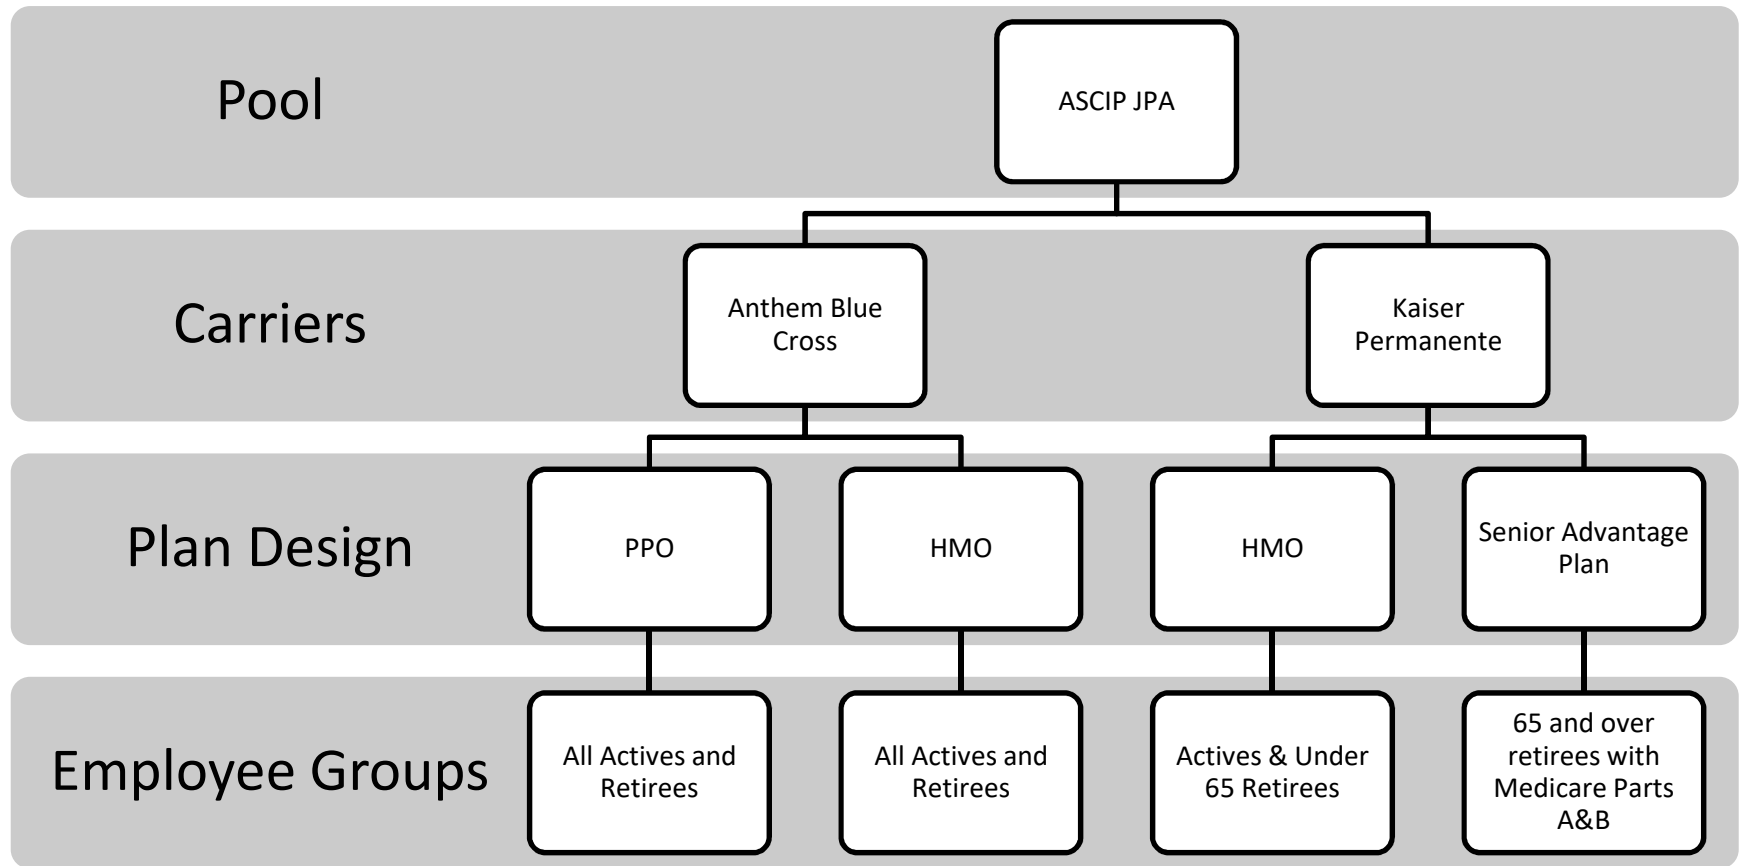 Pool
ASCIP JPA
Carriers
Anthem Blue
Cross
Kaiser
Permanente
Plan Design
PPO
HMO
HMO
Senior Advantage
Plan
Employee Groups
All Actives and
Retirees
All Actives and
Retirees
Actives & Under
65 Retirees
65 and over
retirees with
Medicare Parts
A&B